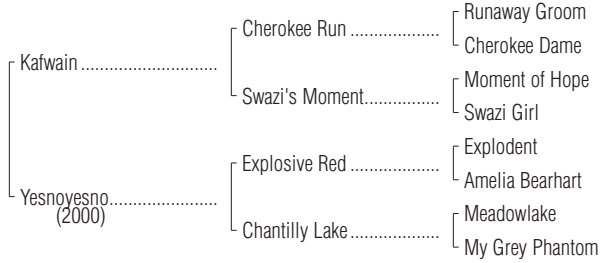 Runaway Groom
Cherokee Run ....................
Cherokee Dame
Kafwain ..............................
Moment of Hope
Swazi's Moment.................
Swazi Girl
Explodent
Explosive Red ....................
Amelia Bearhart
Yesnoyesno........................
(2000)
Meadowlake
Chantilly Lake ....................
My Grey Phantom